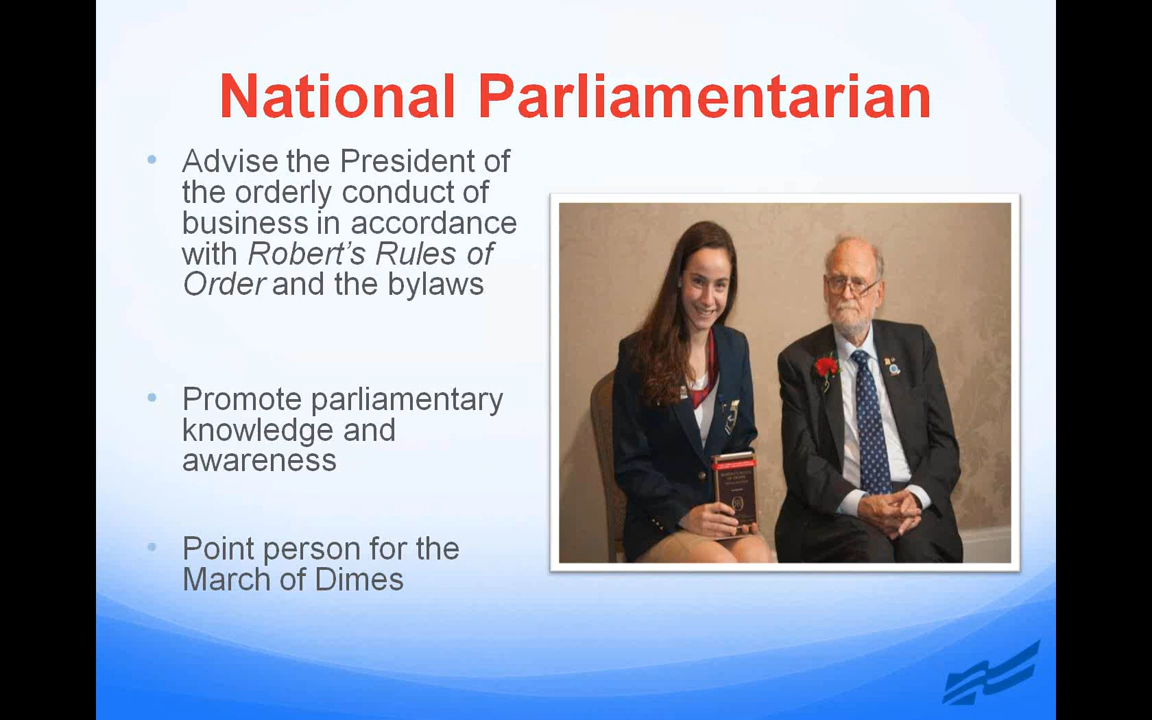 National Parliamentarian
• Advise the President of
the orderly conduct of
business in accordance
with Robert’s Rules of
Order and the bylaws
• Promote parliamentary
knowledge and
awareness
• Point person for the
March of Dimes